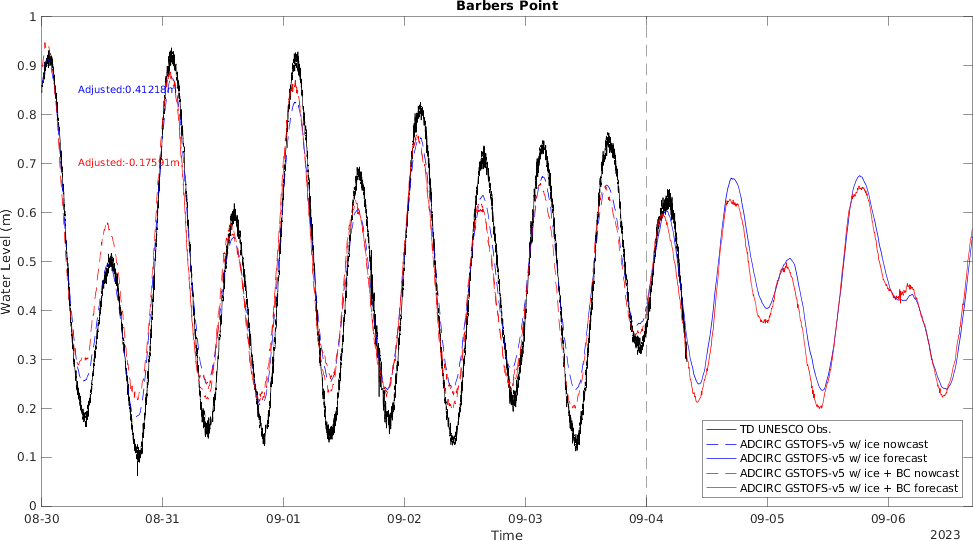 Barbers Point
1
0.9
0.8
0.7
0.6
0.5
0.4
0.3
0.2
0.1
0
Water Level (m)
Adjusted:0.41218m
Adjusted:-0.17591m
TD UNESCO Obs.
ADCIRC GSTOFS-v5 w/ ice nowcast
ADCIRC GSTOFS-v5 w/ ice forecast
ADCIRC GSTOFS-v5 w/ ice + BC nowcast
ADCIRC GSTOFS-v5 w/ ice + BC forecast
08-30 08-31 09-01 09-02 09-03 09-04 09-05 09-06
Time
2023